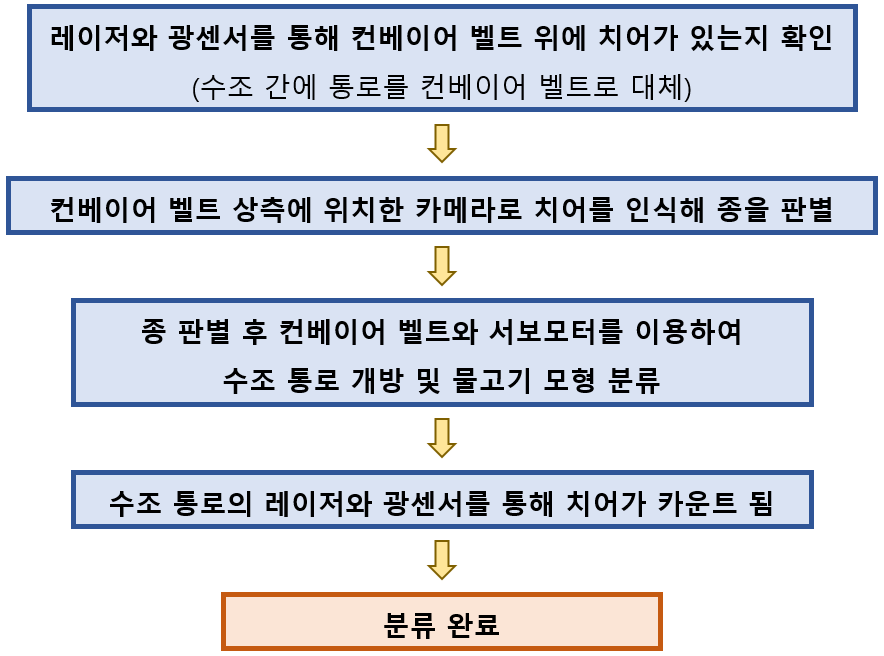 레이저와 광센서를 통해 컨베이어 벨트 위에 치어가 있는지 확인
(수조 간에 통로를 컨베이어 벨트로 대체)
컨베이어 벨트 상측에 위치한 카메라로 치어를 인식해 종을 판별
종 판별 후 컨베이어 벨트와 서보모터를 이용하여
수조 통로 개방 및 물고기 모형 분류
수조 통로의 레이저와 광센서를 통해 치어가 카운트 됨
분류 완료